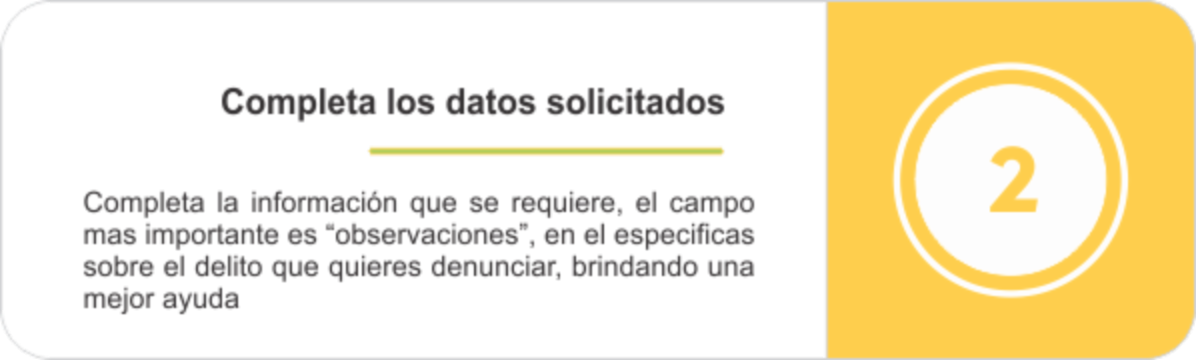 Completa los datos solicitados
Completa la información que se requiere, el campo
mas importante es “observaciones”, en el especificas
sobre el delito que quieres denunciar, brindando una
mejor ayuda
2